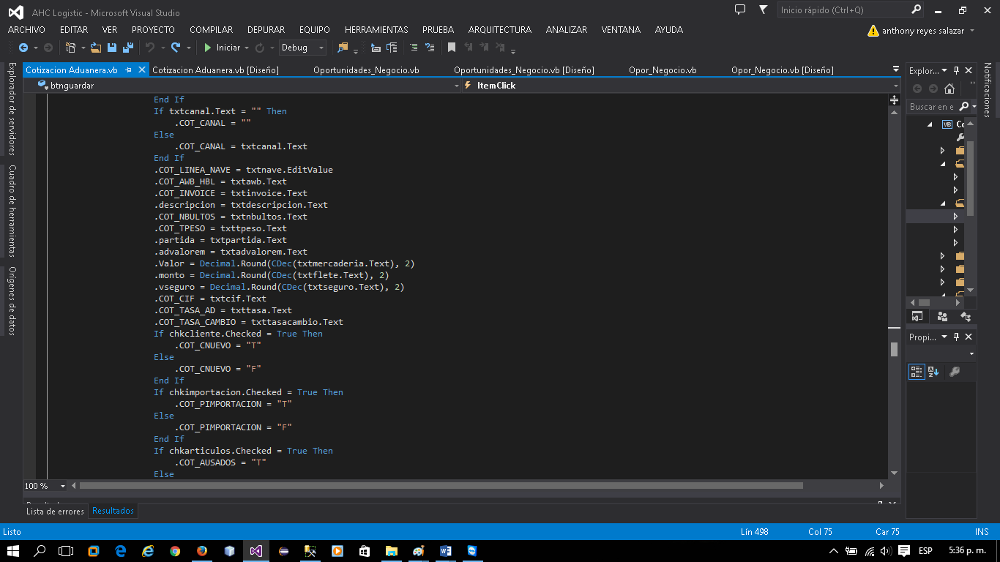 AHC Logistic - Microsoft Visual Studio
Inicio rápido (Ctrl+Q)
ARCHIVO EDITAR VER PROYECTO COMPILAR DEPURAR EQUIPO HERRAMIENTAS PRUEBA ARQUITECTURA ANALIZAR VENTANA AYUDA
anthony reyes salazar
Iniciar
Debug
Cotizacion Aduanera.vb
Cotizacion Aduanera.vb [Diseño]
Oportunidades_Negocio.vb
Oportunidades_Negocio.vb [Diseño]
Opor_Negocio.vb
Opor_Negocio.vb [Diseño]
btnguardar
ItemClick
Explorador de servidores
Cuadro de herramientas
Orígenes de datos
End If
If txtcanal.Text = "" Then
.COT_CANAL = ""
Else
.COT_CANAL = txtcanal.Text
End If
.COT_LINEA_NAVE = txtnave.EditValue
.COT_AWB_HBL = txtawb.Text
.COT_INVOICE = txtinvoice.Text
.descripcion = txtdescripcion.Text
.COT_NBULTOS = txtnbultos.Text
.COT_TPESO = txttpeso.Text
.partida = txtpartida.Text
.advalorem = txtadvalorem.Text
.Valor = Decimal.Round(CDec(txtmercaderia.Text), 2)
.monto = Decimal.Round(CDec(txtflete.Text), 2)
.vseguro = Decimal.Round(CDec(txtseguro.Text), 2)
.COT_CIF = txtcif.Text
.COT_TASA_AD = txttasa.Text
.COT_TASA_CAMBIO = txttasacambio.Text
If chkcliente.Checked = True Then
.COT_CNUEVO = "T"
Else
.COT_CNUEVO = "F"
End If
If chkimportacion.Checked = True Then
.COT_PIMPORTACION = "T"
Else
.COT_PIMPORTACION = "F"
End If
If chkarticulos.Checked = True Then
.COT_AUSADOS = "T"
Else
100 %
Explor...
Buscar en e
VB
Propi...
Notificaciones
Lista de errores
Resultados
Listo
Lín 498
Col 75
Car 75
INS
ESP
5:36 p. m.